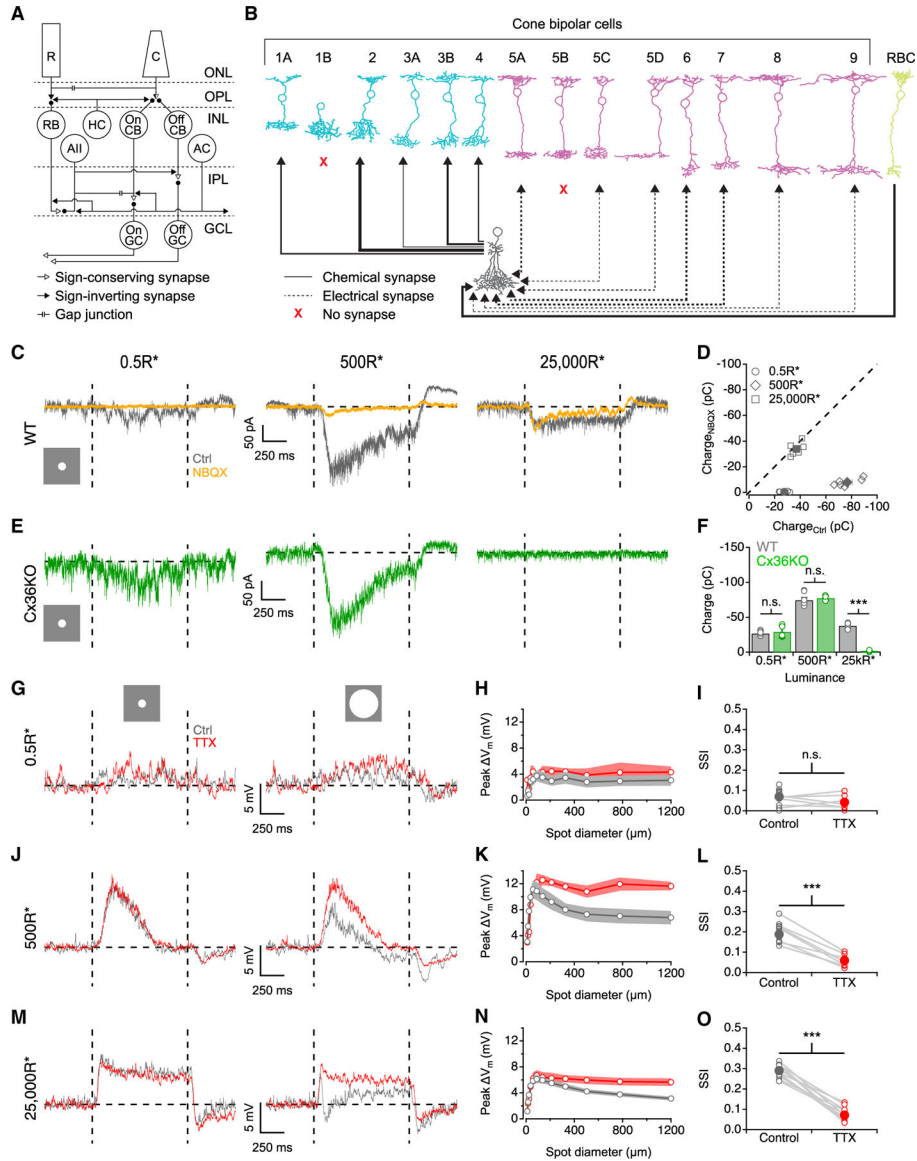 A
R
C
ONL
OPL
INL
IPL
GCL
RB
HC
On CB
Off CB
AII
AC
On GC
Off GC
Sign-conserving synapse
Sign-inverting synapse
Gap junction
B
Cone bipolar cells
1A 1B 2 3A 3B 4 5A 5B 5C 5D 6 7 8 9 RBC
X
X
Chemical synapse
Electrical synapse
X No synapse
C
0.5R* 500R* 25,000R*
WT
Ctrl
NBQX
50 pA
250 ms
D
0.5R*
500R*
25,000R*
-100
-80
-60
-40
-20
0
ChargeNBQX (pC)
0 -20 -40 -60 -80 -100
ChargeCtrl (pC)
E
Cx36KO
50 pA
250 ms
F
WT
Cx36KO
-150
-100
-50
0
Charge (pC)
n.s.
n.s.
***
0.5R* 500R* 25kR*
Luminance
G
0.5R*
Ctrl
TTX
5 mV
250 ms
5 mV
250 ms
H
Peak ΔVm (mV)
12
8
4
0
0 400 800 1200
Spot diameter (µm)
I
SSI
0.5
0.4
0.3
0.2
0.1
0.0
n.s.
Control TTX
J
500R*
5 mV
250 ms
K
Peak ΔVm (mV)
12
8
4
0
0 400 800 1200
Spot diameter (µm)
L
SSI
0.5
0.4
0.3
0.2
0.1
0.0
***
Control TTX
M
25,000R*
5 mV
250 ms
N
Peak ΔVm (mV)
12
8
4
0
0 400 800 1200
Spot diameter (µm)
O
SSI
0.5
0.4
0.3
0.2
0.1
0.0
***
Control TTX